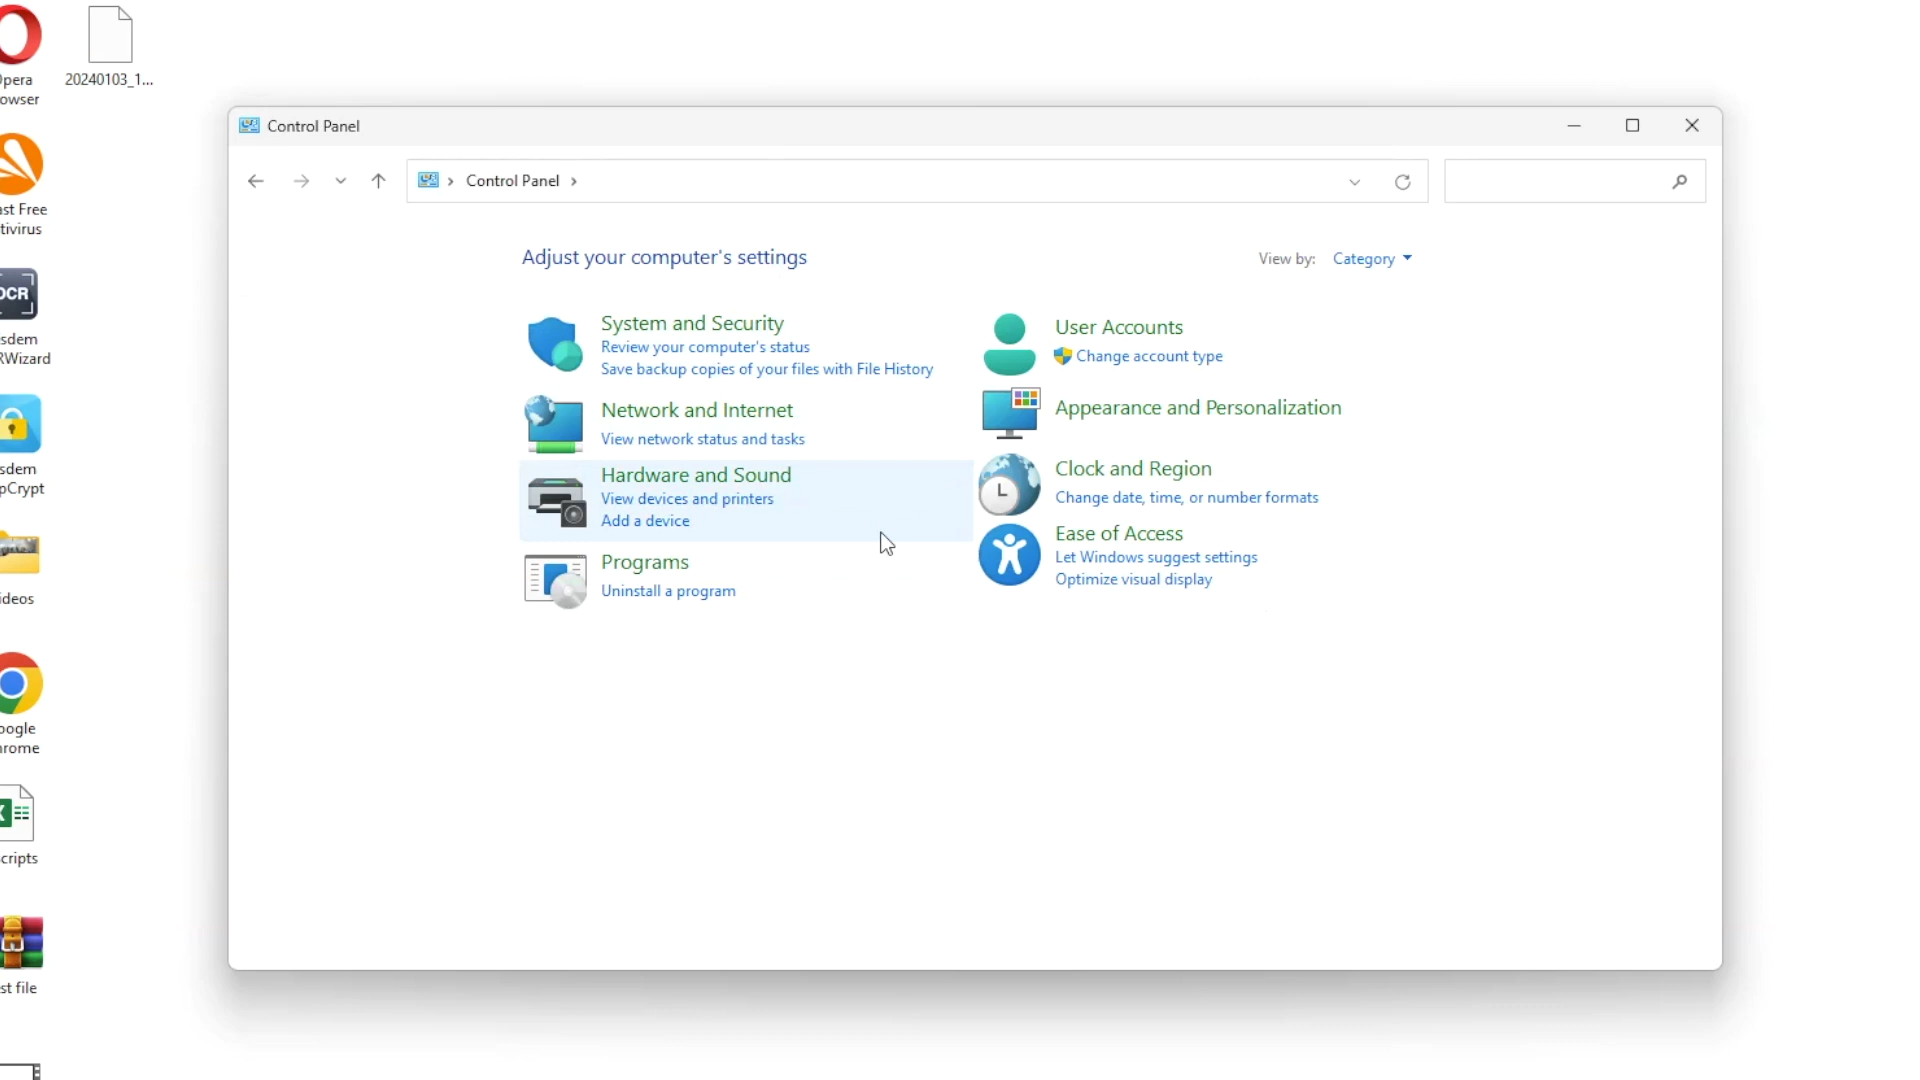 Opera
owser
20240103_1...
ast Free
tivirus
OCR
sdem
RWizard
sdem
pCrypt
ideos
oogle
hrome
X
cripts
st file
Control Panel
Control Panel
Adjust your computer's settings
View by: Category
System and Security
Review your computer's status
Save backup copies of your files with File History
Network and Internet
View network status and tasks
Hardware and Sound
View devices and printers
Add a device
Programs
Uninstall a program
User Accounts
Change account type
Appearance and Personalization
Clock and Region
Change date, time, or number formats
Ease of Access
Let Windows suggest settings
Optimize visual display